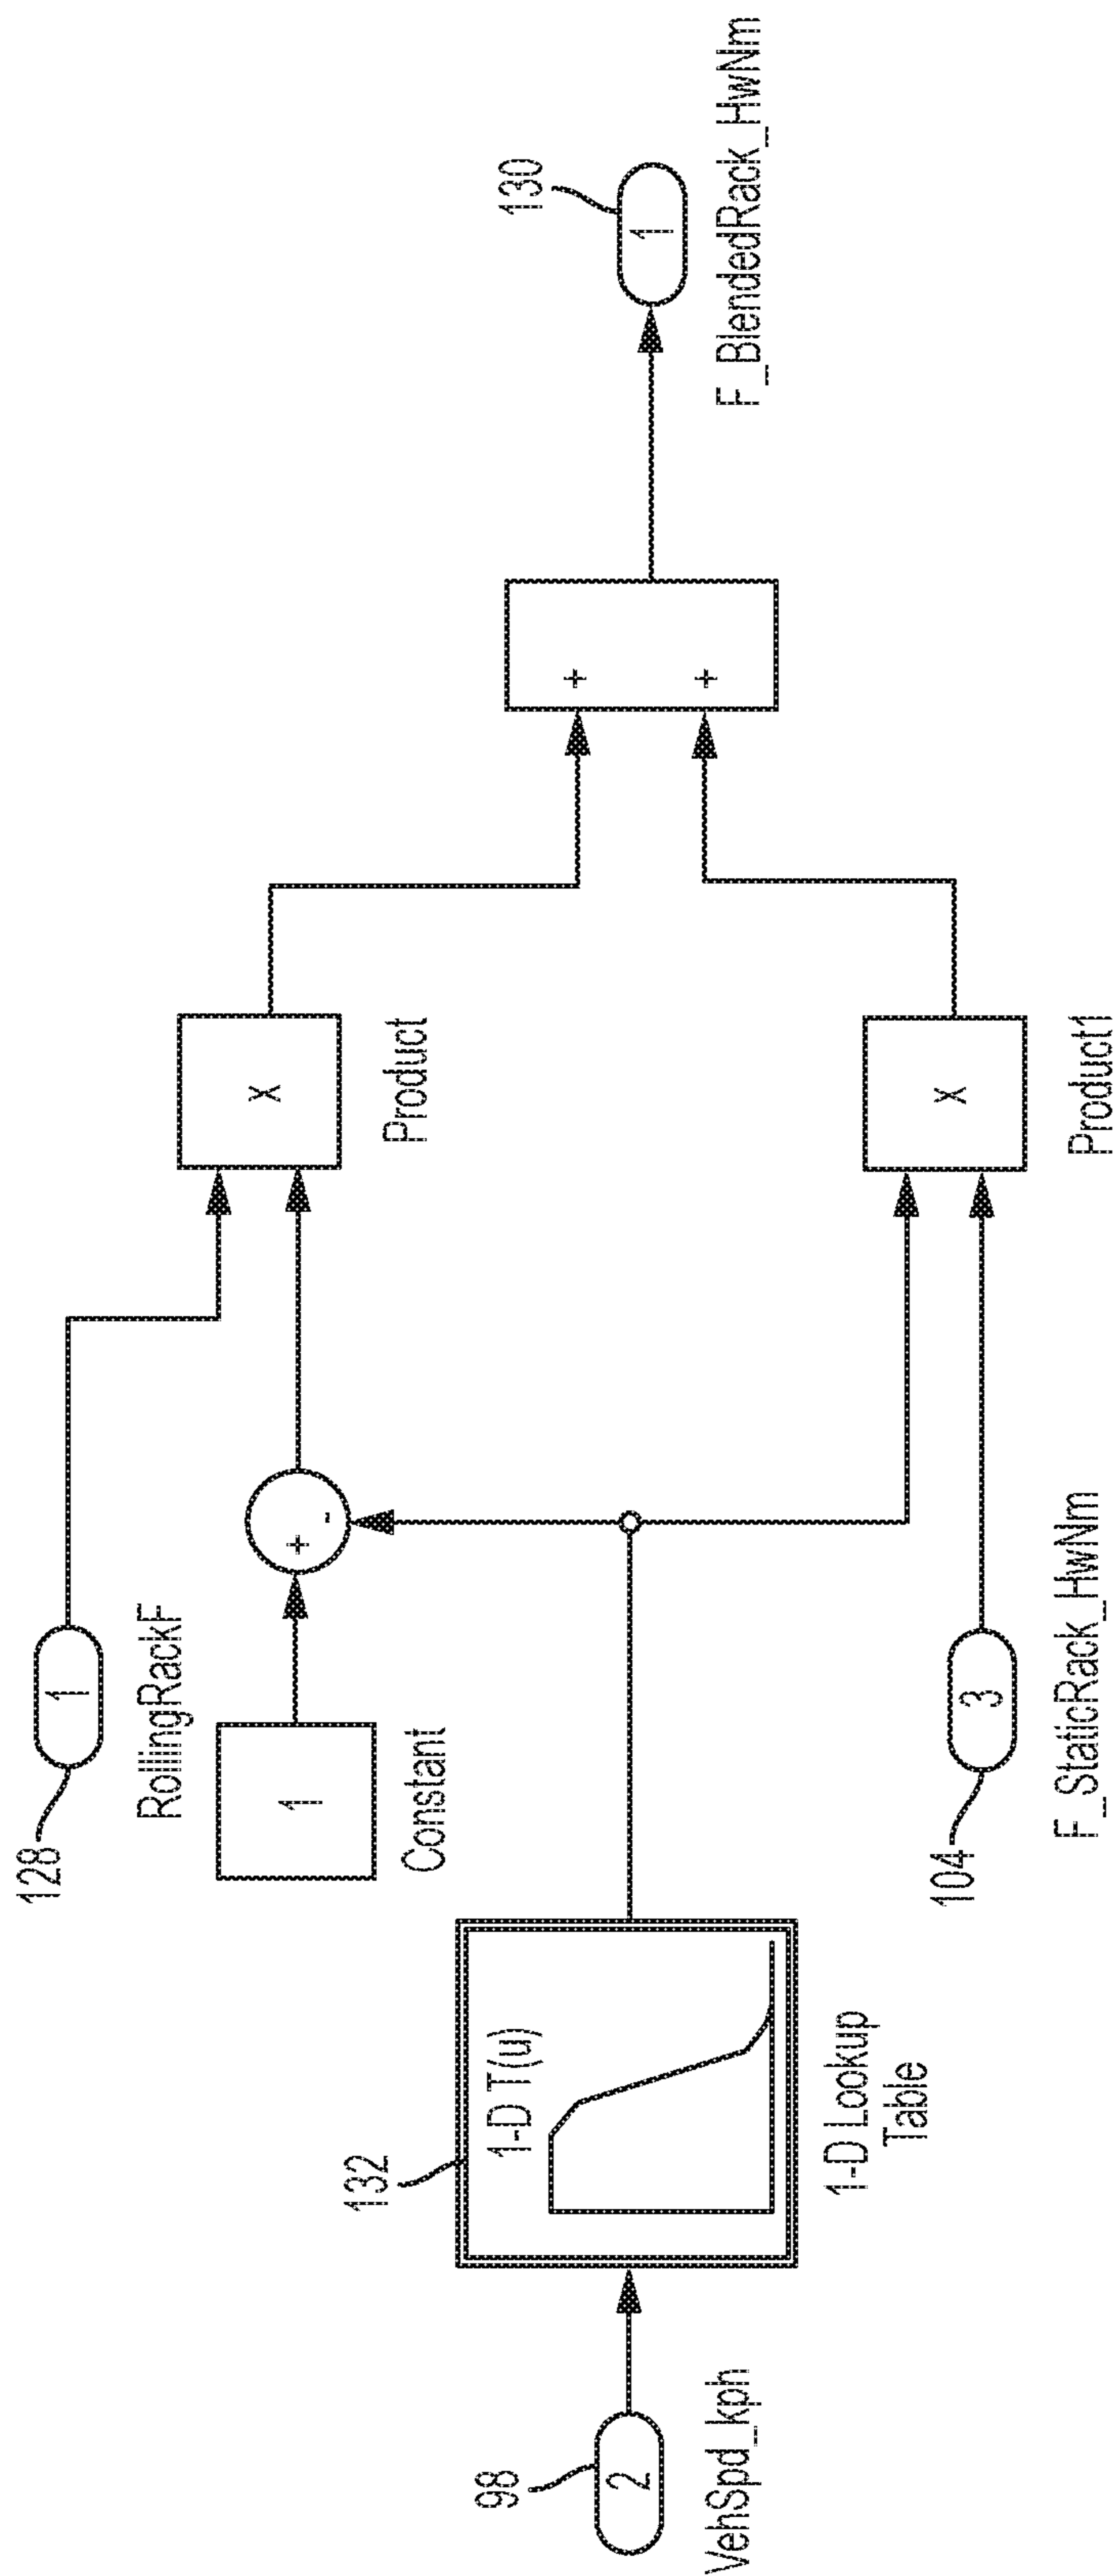 128
1
RollingRackF
1
Constant
+
-
X
Product
98
2
VehSpd_kph
132
1-D T(u)
1-D Lookup
Table
+
+
130
1
F_BlendedRack_HwNm
104
3
F_StaticRack_HwNm
X
Product1